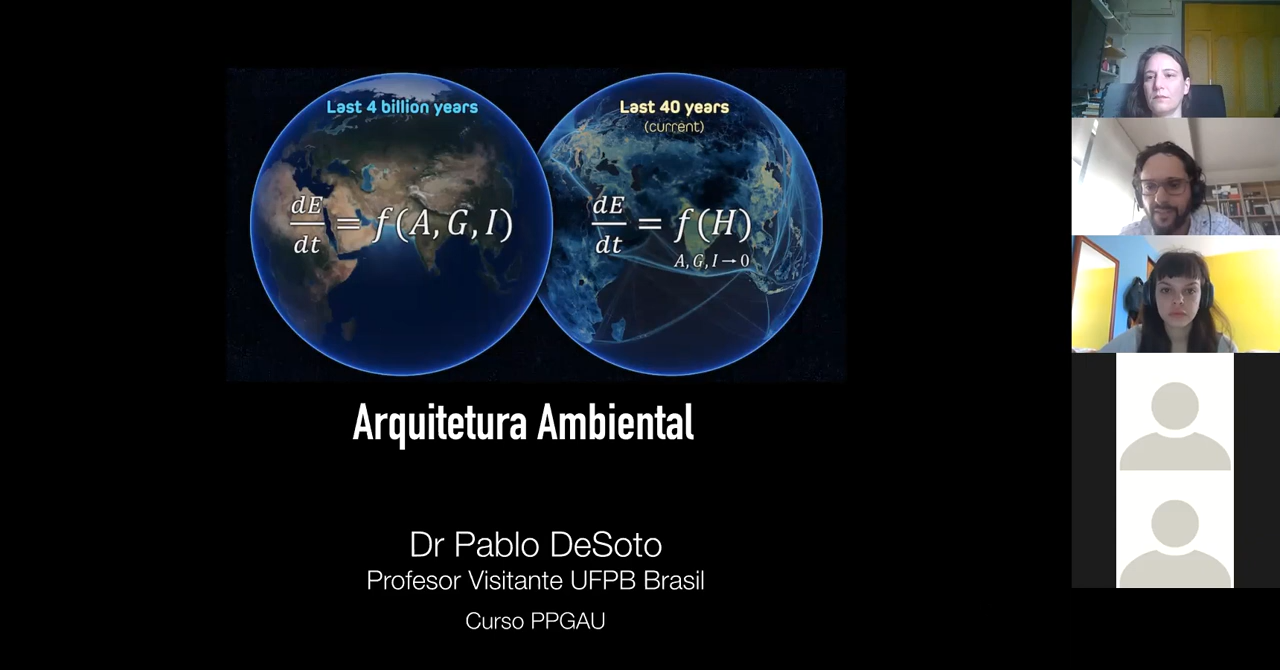 Last 4 billion years
dE/dt = f(A, G, I)
Last 40 years
(current)
dE/dt = f(H)
A, G, I→0
Arquitetura Ambiental
Dr Pablo DeSoto
Profesor Visitante UFPB Brasil
Curso PPGAU